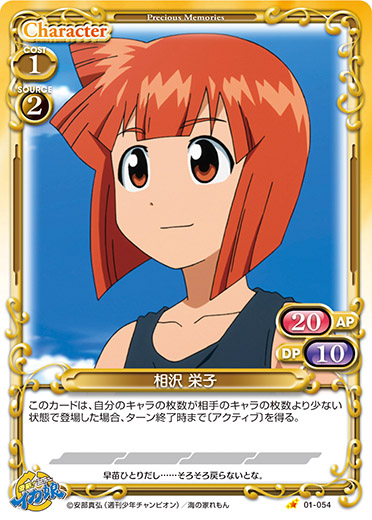 Precious Memories
Character
COST
1
SOURCE
2
20 AP
DP 10
相沢 栄子
このカードは、自分のキャラの枚数が相手のキャラの枚数より少ない
状態で登場した場合、ターン終了時まで〔アクティブ〕を得る。
早苗ひとりだし……そろそろ戻らないとな。
イカ娘
©安部真弘(週刊少年チャンピオン)/海の家れもん
01-054